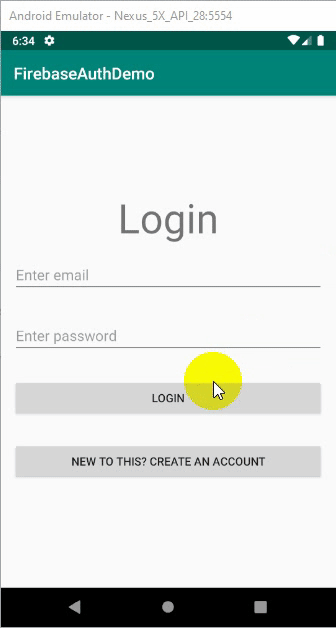 Android Emulator - Nexus_5X_API_28:5554
6:34
FirebaseAuthDemo
Login
Enter email
Enter password
LOGIN
NEW TO THIS? CREATE AN ACCOUNT